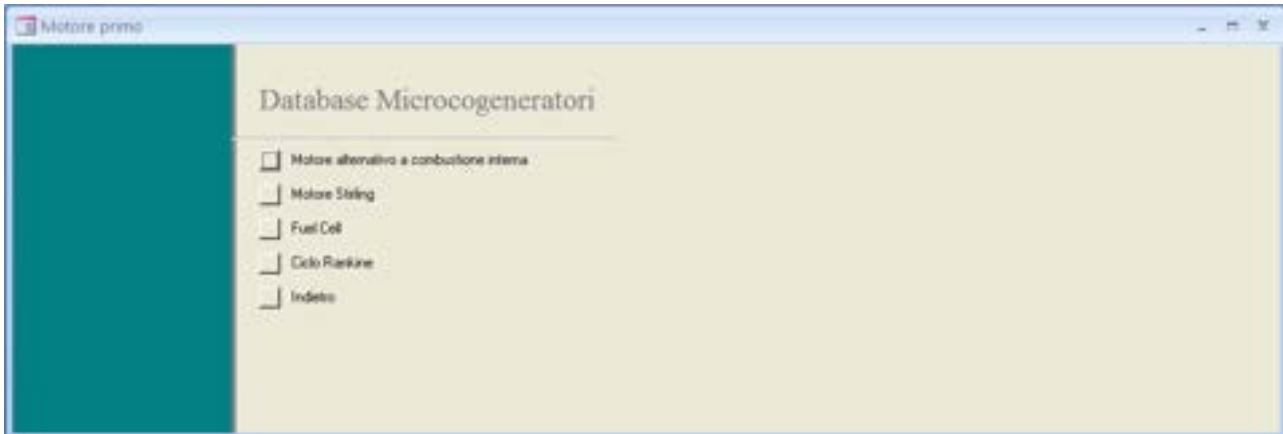 Motore primo
Database Microcogeneratori
Motore alternativo a combustione interna
Motore Stirling
Fuel Cell
Ciclo Rankine
Indietro